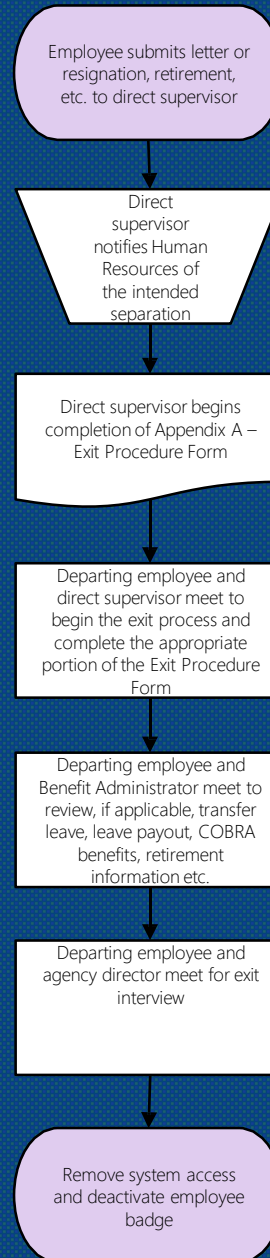 Employee submits letter or
resignation, retirement,
etc. to direct supervisor
Direct
supervisor
notifies Human
Resources of
the intended
separation
Direct supervisor begins
completion of Appendix A –
Exit Procedure Form
Departing employee and
direct supervisor meet to
begin the exit process and
complete the appropriate
portion of the Exit Procedure
Form
Departing employee and
Benefit Administrator meet to
review, if applicable, transfer
leave, leave payout, COBRA
benefits, retirement
information etc.
Departing employee and
agency director meet for exit
interview
Remove system access
and deactivate employee
badge